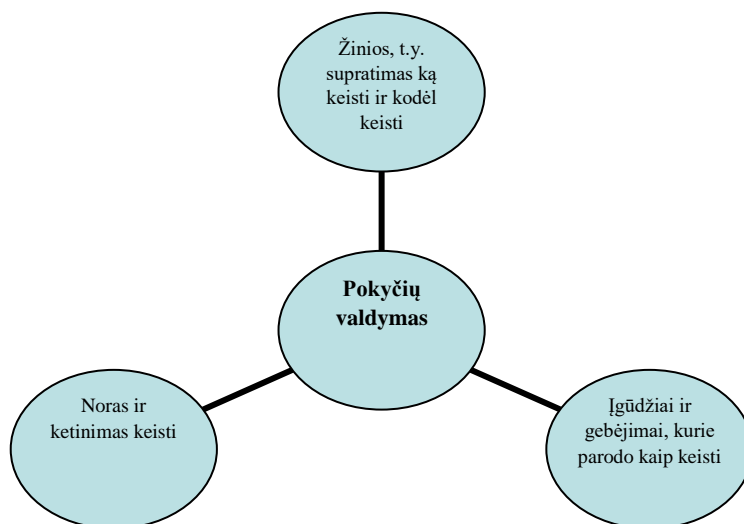 Žinios, t.y.
supratimas ką
keisti ir kodėl
keisti
Pokyčių
valdymas
Noras ir
ketinimas keisti
Įgūdžiai ir
gebėjimai, kurie
parodo kaip keisti